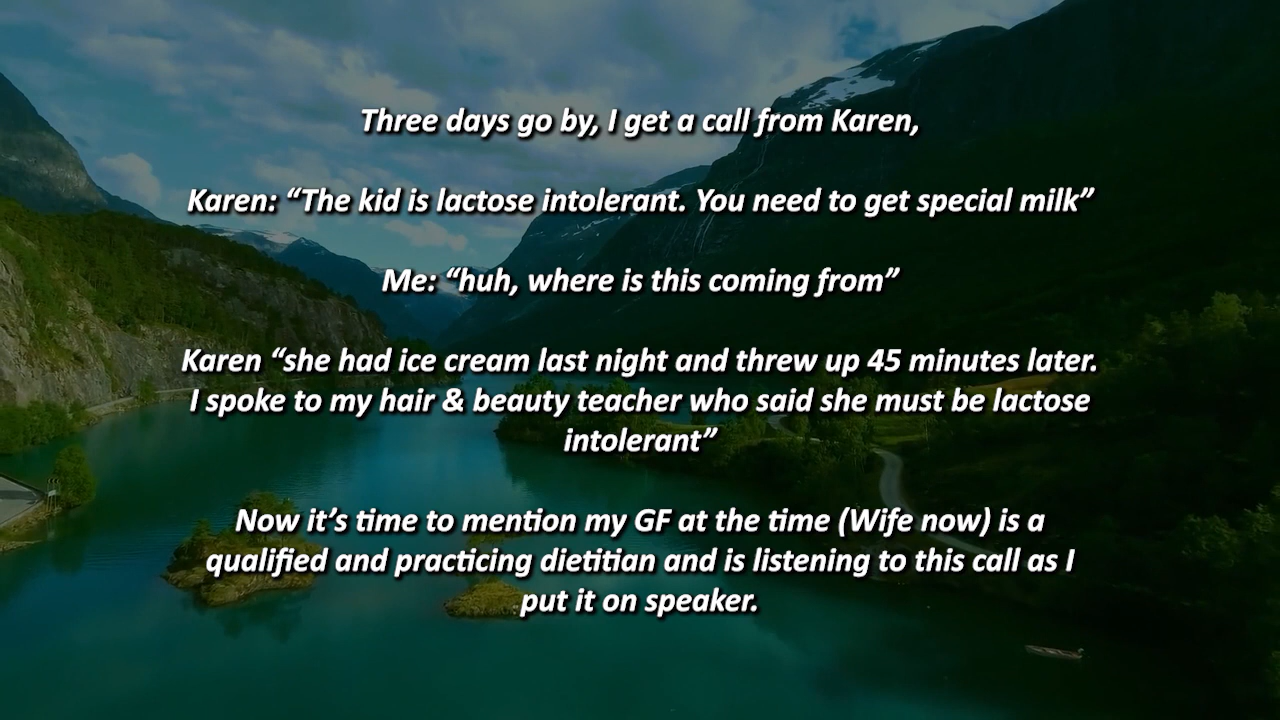 Three days go by, I get a call from Karen,
Karen: “The kid is lactose intolerant. You need to get special milk”
Me: “huh, where is this coming from”
Karen “she had ice cream last night and threw up 45 minutes later.
I spoke to my hair & beauty teacher who said she must be lactose
intolerant”
Now it’s time to mention my GF at the time (Wife now) is a
qualified and practicing dietitian and is listening to this call as I
put it on speaker.